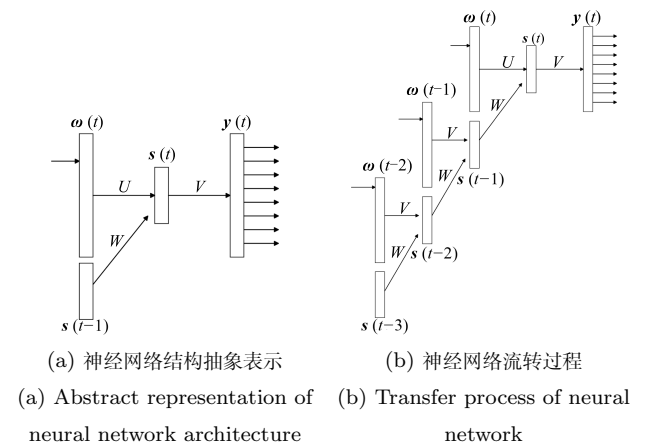 ω (t)
s (t)
y (t)
U
V
W
s (t−1)
(a) 神经网络结构抽象表示
(a) Abstract representation of
neural network architecture
ω (t)
s (t)
y (t)
U
V
W
ω (t−1)
V
W
s (t−1)
ω (t−2)
V
W
s (t−2)
s (t−3)
(b) 神经网络流转过程
(b) Transfer process of neural
network